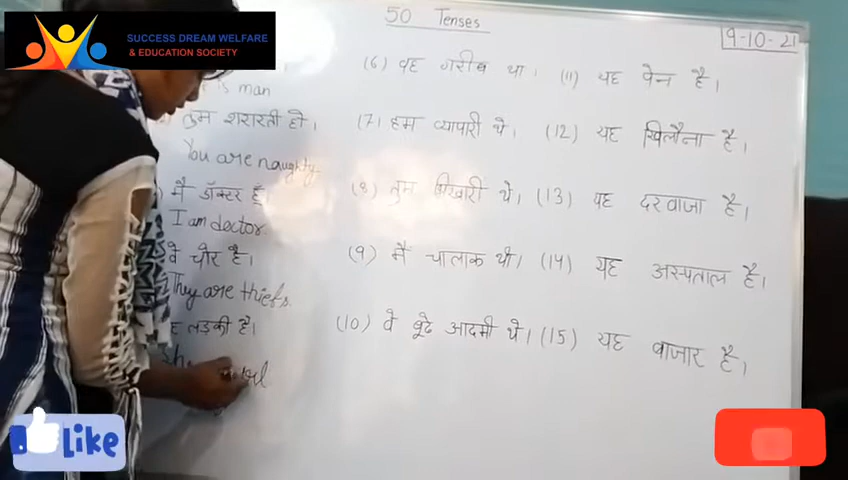 SUCCESS DREAM WELFARE
& EDUCATION SOCIETY
50 Tenses
9-10-21
is man
तुम शरारती हो।
You are naughty
मैं डॉक्टर हूँ
I am dector.
वे चोर है।
They are thiefs.
लड़की है।
She
(6) वह गरीब था।
(7) हम व्यापारी थे।
(8) तुम भिखारी थे।
(9) मैं चालाक था।
(10) वे बूढे आदमी थे।
(11) यह पेन है।
(12) यह खिलौना है।
(13) यह दरवाजा है।
(14) यह अस्पताल है।
(15) यह बाजार है।
Like